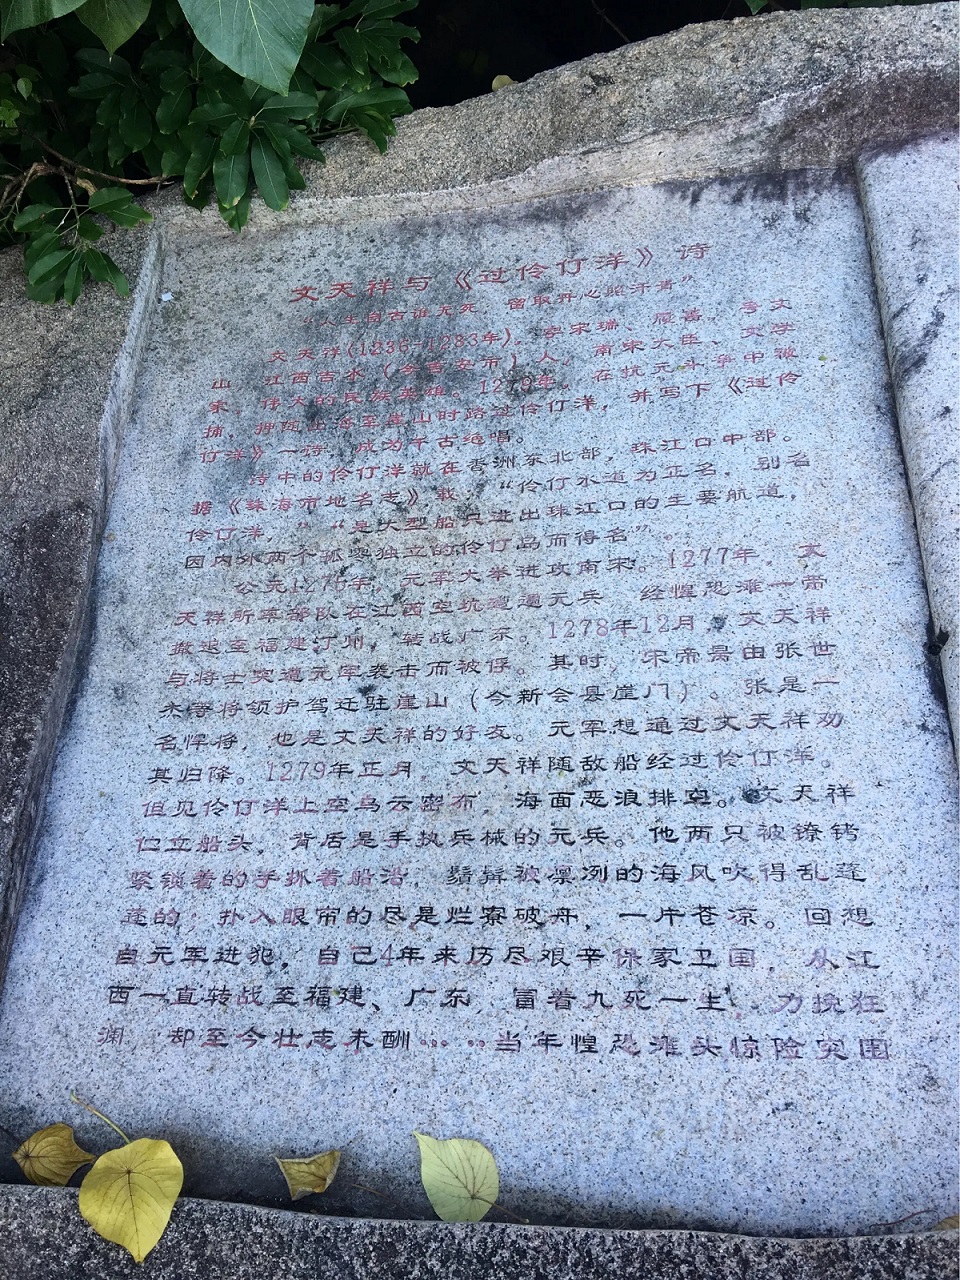 文天祥与《过伶仃洋》诗
“人生自古谁无死，留取丹心照汗青”
文天祥(1236-1283年)，字宋瑞、履善，号文
山，江西吉水（今吉安市）人，南宋大臣、文学
家，伟大的民族英雄。1279年，在抗元斗争中被
捕，押随出海至崖山时路过伶仃洋，并写下《过伶
仃洋》一诗，成为千古绝唱。
诗中的伶仃洋就在香洲东北部，珠江口中部。
据《珠海市地名志》载：“伶仃水道为正名，别名
伶仃洋，”“是大型船只进出珠江口的主要航道，
因内外两个孤零独立的伶仃岛而得名”。
公元1276年，元军大举进攻南宋。1277年，文
天祥所率部队在江西空坑遭遇元兵，经惶恐滩一带
撤退至福建汀州，转战广东。1278年12月，文天祥
与将士突遭元军袭击而被俘。其时，宋帝昺由张世
杰等将领护驾迁驻崖山（今新会县崖门）。张是一
名悍将，也是文天祥的好友。元军想通过文天祥劝
其归降。1279年正月，文天祥随敌船经过伶仃洋。
但见伶仃洋上空乌云密布，海面恶浪排空。文天祥
伫立船头，背后是手执兵械的元兵。他两只被镣铐
紧锁着的手抓着船沿，鬚髯被凛冽的海风吹得乱蓬
蓬的；扑入眼帘的尽是烂寮破舟，一片苍凉。回想
自元军进犯，自己4年来历尽艰辛保家卫国，从江
西一直转战至福建、广东，冒着九死一生，力挽狂
澜，却至今壮志未酬……当年惶恐滩头惊险突围